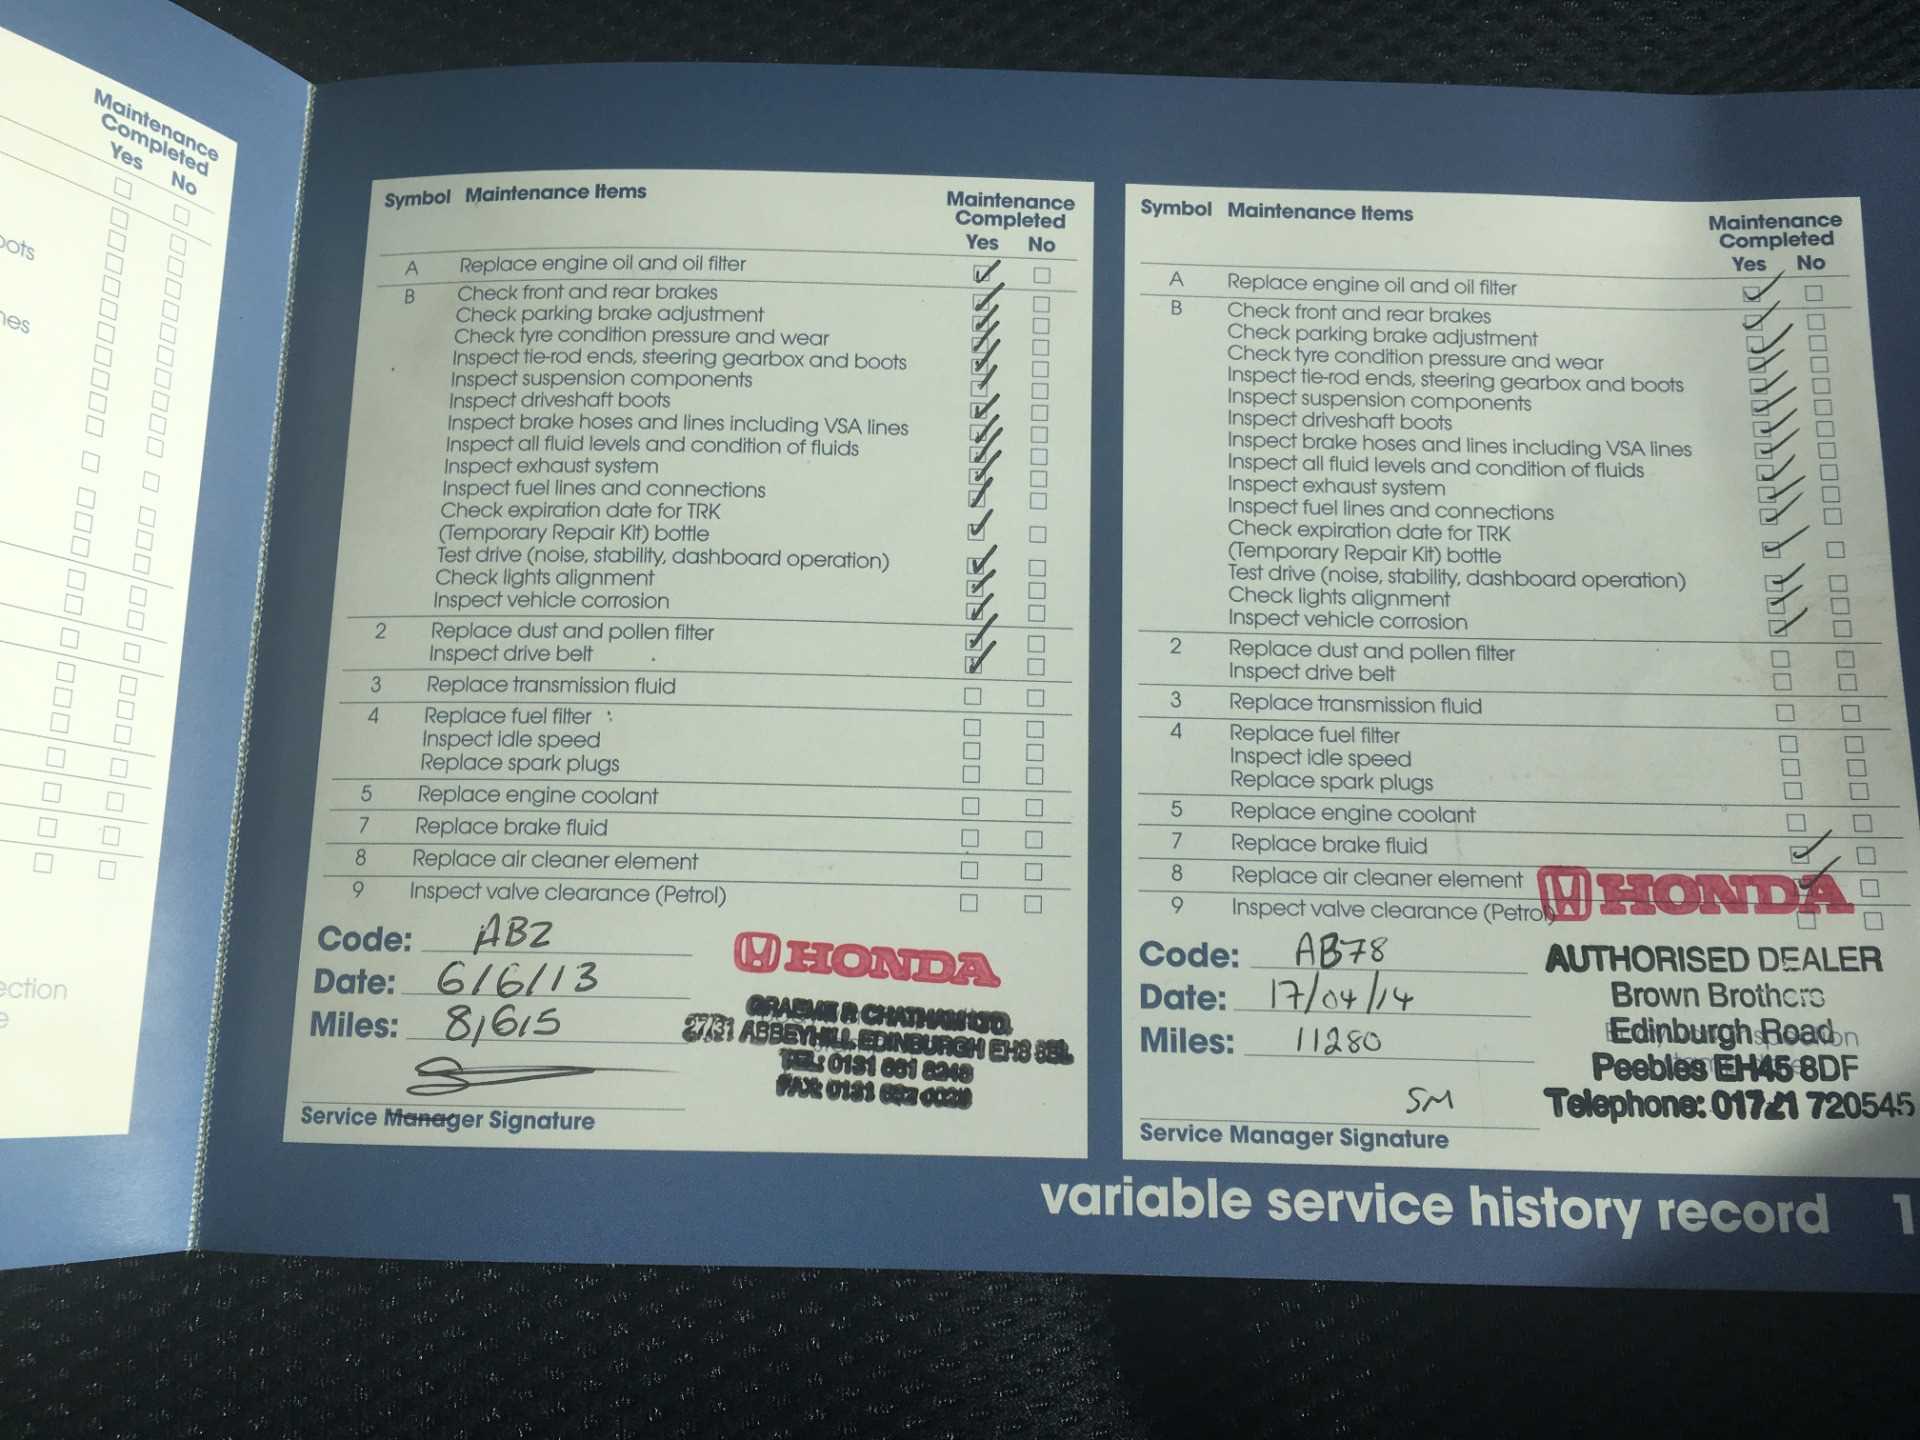 Maintenance
Completed
Yes No
oots
nes
ection
e
Symbol Maintenance Items Maintenance
Completed
Yes No
A Replace engine oil and oil filter
B Check front and rear brakes
Check parking brake adjustment
Check tyre condition pressure and wear
Inspect tie-rod ends, steering gearbox and boots
Inspect suspension components
Inspect driveshaft boots
Inspect brake hoses and lines including VSA lines
Inspect all fluid levels and condition of fluids
Inspect exhaust system
Inspect fuel lines and connections
Check expiration date for TRK
(Temporary Repair Kit) bottle
Test drive (noise, stability, dashboard operation)
Check lights alignment
Inspect vehicle corrosion
2 Replace dust and pollen filter
Inspect drive belt
3 Replace transmission fluid
4 Replace fuel filter
Inspect idle speed
Replace spark plugs
5 Replace engine coolant
7 Replace brake fluid
8 Replace air cleaner element
9 Inspect valve clearance (Petrol)
Code: AB2
Date: 6/6/13
Miles: 8,615
Service Manager Signature
HONDA
GRAEME R CHATHAM LTD.
27/31 ABBEYHILL EDINBURGH
TEL: 0131 661
FAX: 0131
Symbol Maintenance Items Maintenance
Completed
Yes No
A Replace engine oil and oil filter
B Check front and rear brakes
Check parking brake adjustment
Check tyre condition pressure and wear
Inspect tie-rod ends, steering gearbox and boots
Inspect suspension components
Inspect driveshaft boots
Inspect brake hoses and lines including VSA lines
Inspect all fluid levels and condition of fluids
Inspect exhaust system
Inspect fuel lines and connections
Check expiration date for TRK
(Temporary Repair Kit) bottle
Test drive (noise, stability, dashboard operation)
Check lights alignment
Inspect vehicle corrosion
2 Replace dust and pollen filter
Inspect drive belt
3 Replace transmission fluid
4 Replace fuel filter
Inspect idle speed
Replace spark plugs
5 Replace engine coolant
7 Replace brake fluid
8 Replace air cleaner element
9 Inspect valve clearance (Petrol)
Code: AB78
Date: 17/04/14
Miles: 11280
SM
Service Manager Signature
HONDA
AUTHORISED DEALER
Brown Brothers
Edinburgh Road
Peebles EH45 8DF
Telephone: 01721 720545
variable service history record 1